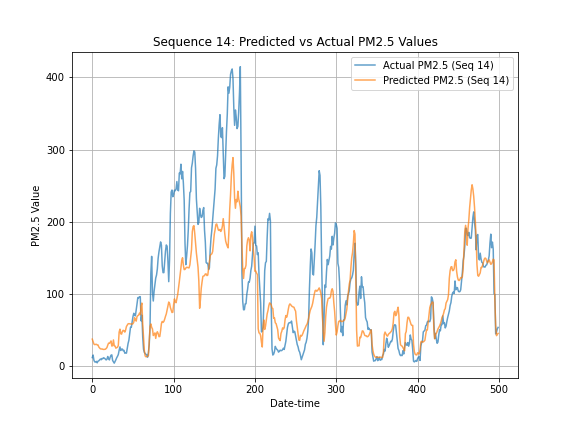 Sequence 14: Predicted vs Actual PM2.5 Values
Actual PM2.5 (Seq 14)
Predicted PM2.5 (Seq 14)
400
300
200
100
0
PM2.5 Value
0 100 200 300 400 500
Date-time